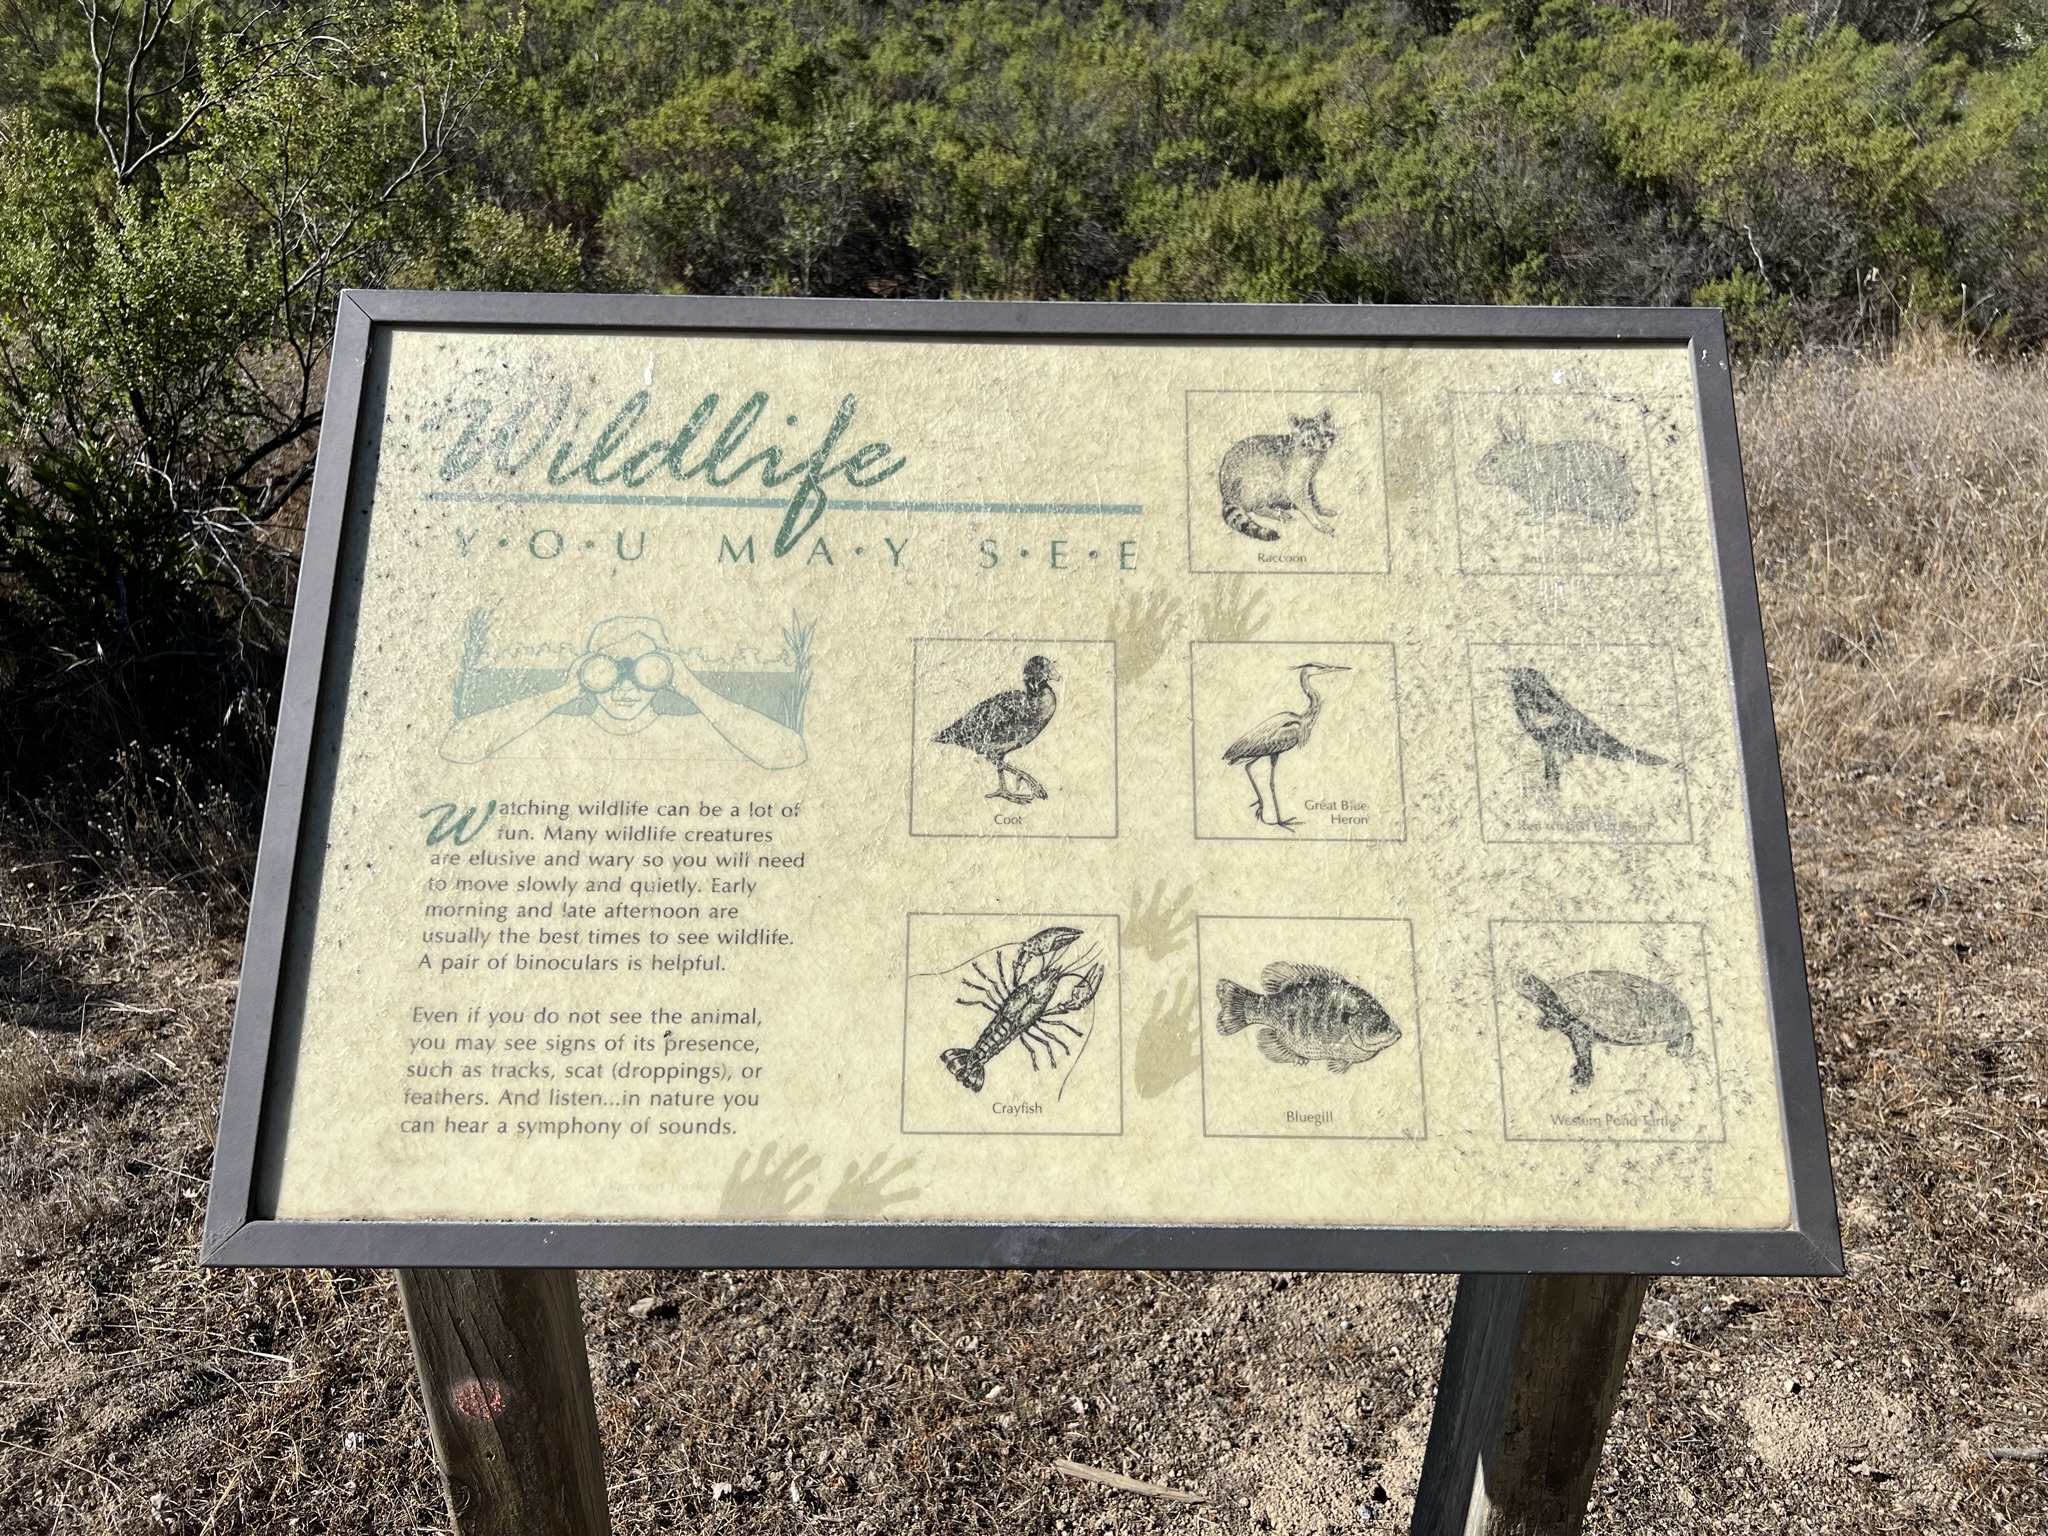 Wildlife
Y•O•U M•A•Y S•E•E
Watching wildlife can be a lot of
fun. Many wildlife creatures
are elusive and wary so you will need
to move slowly and quietly. Early
morning and late afternoon are
usually the best times to see wildlife.
A pair of binoculars is helpful.
Even if you do not see the animal,
you may see signs of its presence,
such as tracks, scat (droppings), or
feathers. And listen...in nature you
can hear a symphony of sounds.
Raccoon Tracks
Raccoon
Coot
Great Blue
Heron
Crayfish
Bluegill
Western Pond Turtle